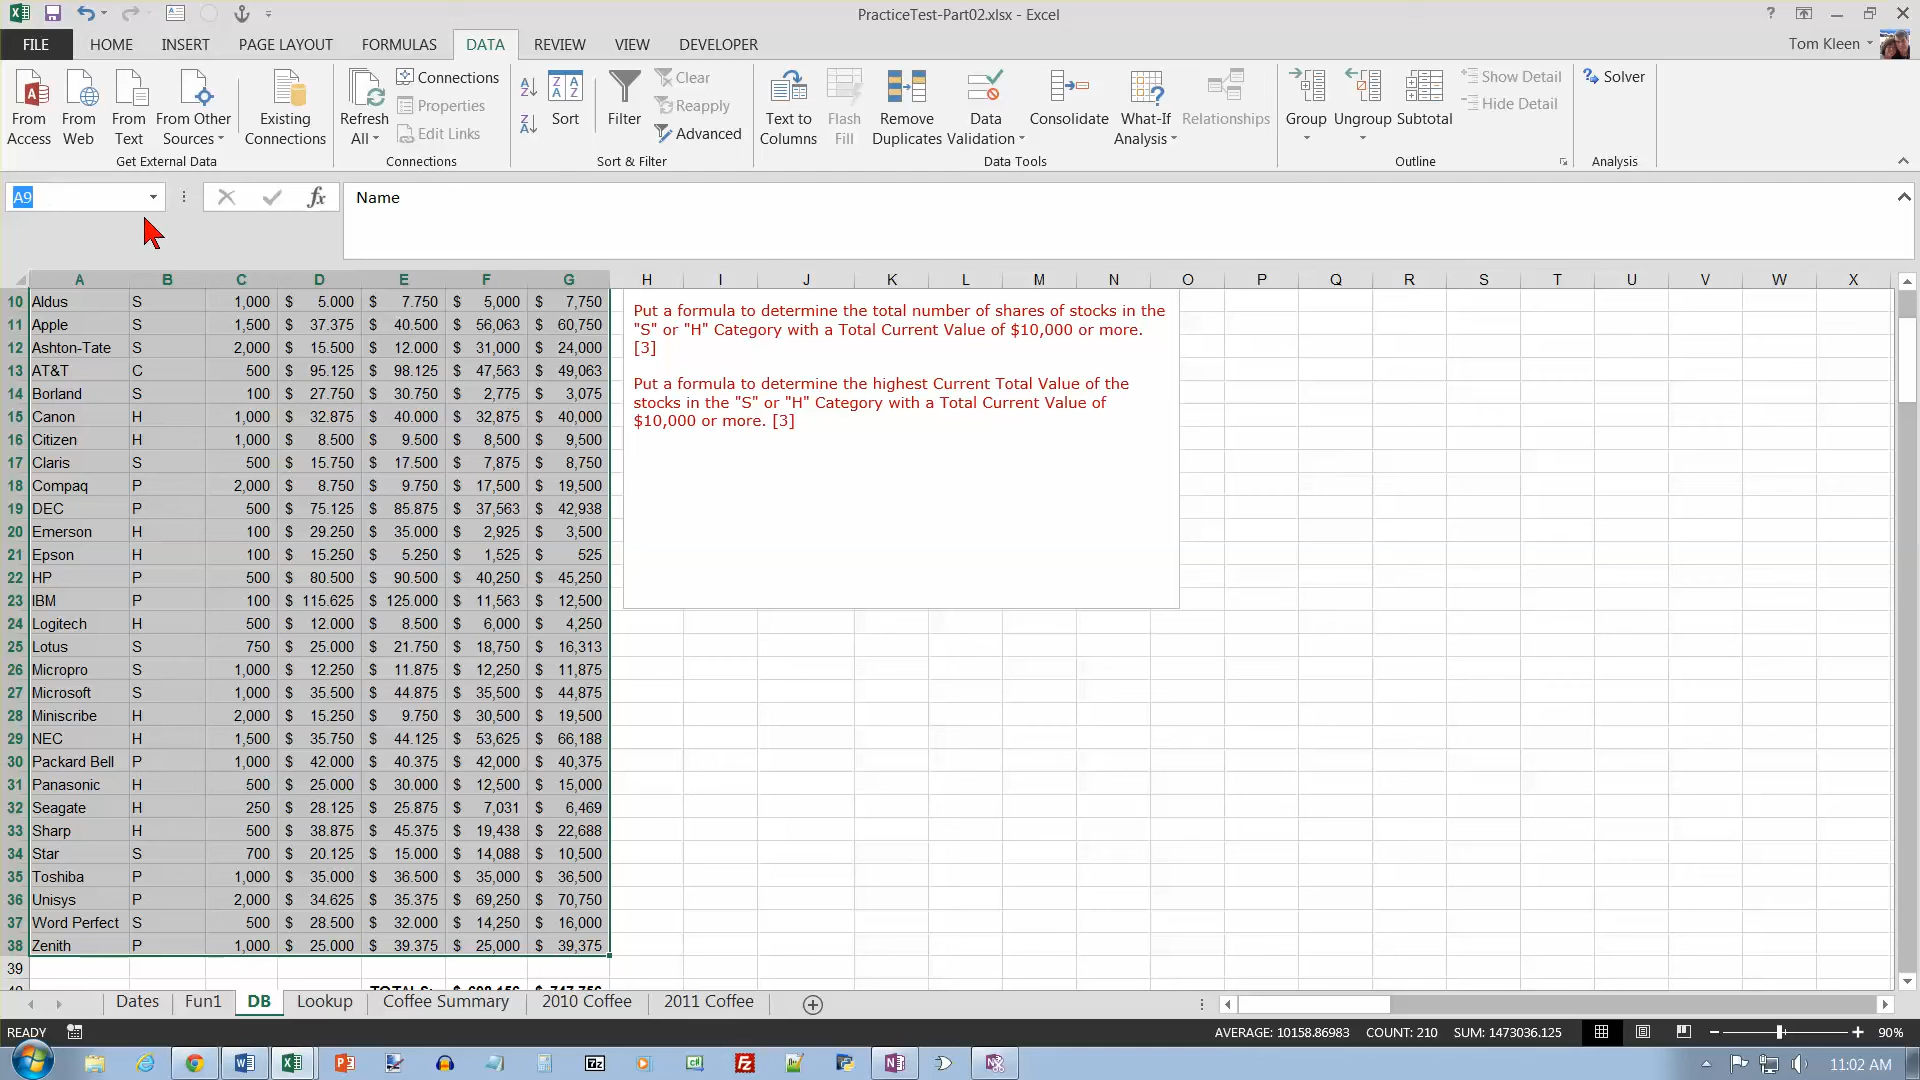 PracticeTest-Part02.xlsx - Excel
FILE HOME INSERT PAGE LAYOUT FORMULAS DATA REVIEW VIEW DEVELOPER Tom Kleen
From Access
From Web
From Text
From Other Sources
Existing Connections
Refresh All
Connections
Properties
Edit Links
Sort
Filter
Clear
Reapply
Advanced
Text to Columns
Flash Fill
Remove Duplicates
Data Validation
Consolidate
What-If Analysis
Relationships
Group
Ungroup
Subtotal
Show Detail
Hide Detail
Solver
Get External Data Connections Sort & Filter Data Tools Outline Analysis
A9 fx Name
A B C D E F G H I J K L M N O P Q R S T U V W X
10 Aldus S 1,000 $ 5.000 $ 7.750 $ 5,000 $ 7,750
11 Apple S 1,500 $ 37.375 $ 40.500 $ 56,063 $ 60,750
12 Ashton-Tate S 2,000 $ 15.500 $ 12.000 $ 31,000 $ 24,000
13 AT&T C 500 $ 95.125 $ 98.125 $ 47,563 $ 49,063
14 Borland S 100 $ 27.750 $ 30.750 $ 2,775 $ 3,075
15 Canon H 1,000 $ 32.875 $ 40.000 $ 32,875 $ 40,000
16 Citizen H 1,000 $ 8.500 $ 9.500 $ 8,500 $ 9,500
17 Claris S 500 $ 15.750 $ 17.500 $ 7,875 $ 8,750
18 Compaq P 2,000 $ 8.750 $ 9.750 $ 17,500 $ 19,500
19 DEC P 500 $ 75.125 $ 85.875 $ 37,563 $ 42,938
20 Emerson H 100 $ 29.250 $ 35.000 $ 2,925 $ 3,500
21 Epson H 100 $ 15.250 $ 5.250 $ 1,525 $ 525
22 HP P 500 $ 80.500 $ 90.500 $ 40,250 $ 45,250
23 IBM P 100 $ 115.625 $ 125.000 $ 11,563 $ 12,500
24 Logitech H 500 $ 12.000 $ 8.500 $ 6,000 $ 4,250
25 Lotus S 750 $ 25.000 $ 21.750 $ 18,750 $ 16,313
26 Micropro S 1,000 $ 12.250 $ 11.875 $ 12,250 $ 11,875
27 Microsoft S 1,000 $ 35.500 $ 44.875 $ 35,500 $ 44,875
28 Miniscribe H 2,000 $ 15.250 $ 9.750 $ 30,500 $ 19,500
29 NEC H 1,500 $ 35.750 $ 44.125 $ 53,625 $ 66,188
30 Packard Bell P 1,000 $ 42.000 $ 40.375 $ 42,000 $ 40,375
31 Panasonic H 500 $ 25.000 $ 30.000 $ 12,500 $ 15,000
32 Seagate H 250 $ 28.125 $ 25.875 $ 7,031 $ 6,469
33 Sharp H 500 $ 38.875 $ 45.375 $ 19,438 $ 22,688
34 Star S 700 $ 20.125 $ 15.000 $ 14,088 $ 10,500
35 Toshiba P 1,000 $ 35.000 $ 36.500 $ 35,000 $ 36,500
36 Unisys P 2,000 $ 34.625 $ 35.375 $ 69,250 $ 70,750
37 Word Perfect S 500 $ 28.500 $ 32.000 $ 14,250 $ 16,000
38 Zenith P 1,000 $ 25.000 $ 39.375 $ 25,000 $ 39,375
39
Put a formula to determine the total number of shares of stocks in the
"S" or "H" Category with a Total Current Value of $10,000 or more.
[3]
Put a formula to determine the highest Current Total Value of the
stocks in the "S" or "H" Category with a Total Current Value of
$10,000 or more. [3]
Dates Fun1 DB Lookup Coffee Summary 2010 Coffee 2011 Coffee
READY AVERAGE: 10158.86983 COUNT: 210 SUM: 1473036.125 90%
11:02 AM